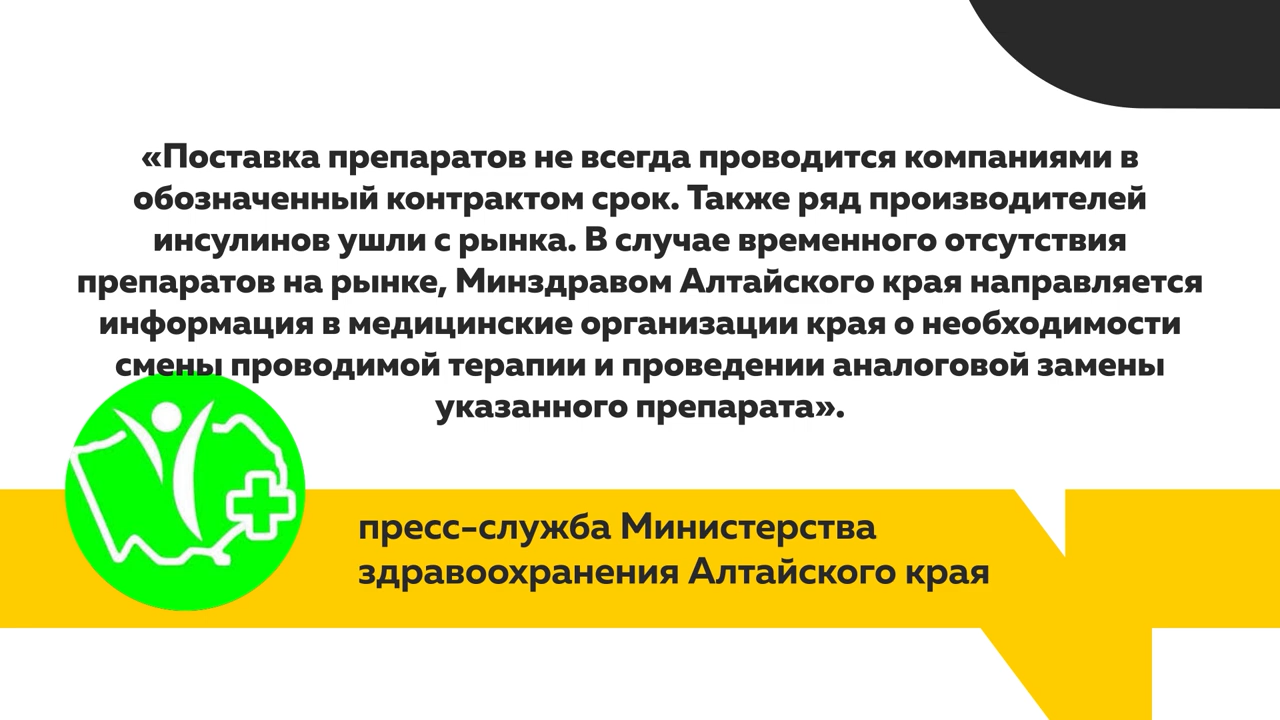 «Поставка препаратов не всегда проводится компаниями в
обозначенный контрактом срок. Также ряд производителей
инсулинов ушли с рынка. В случае временного отсутствия
препаратов на рынке, Минздравом Алтайского края направляется
информация в медицинские организации края о необходимости
смены проводимой терапии и проведении аналоговой замены
указанного препарата».
пресс-служба Министерства
здравоохранения Алтайского края